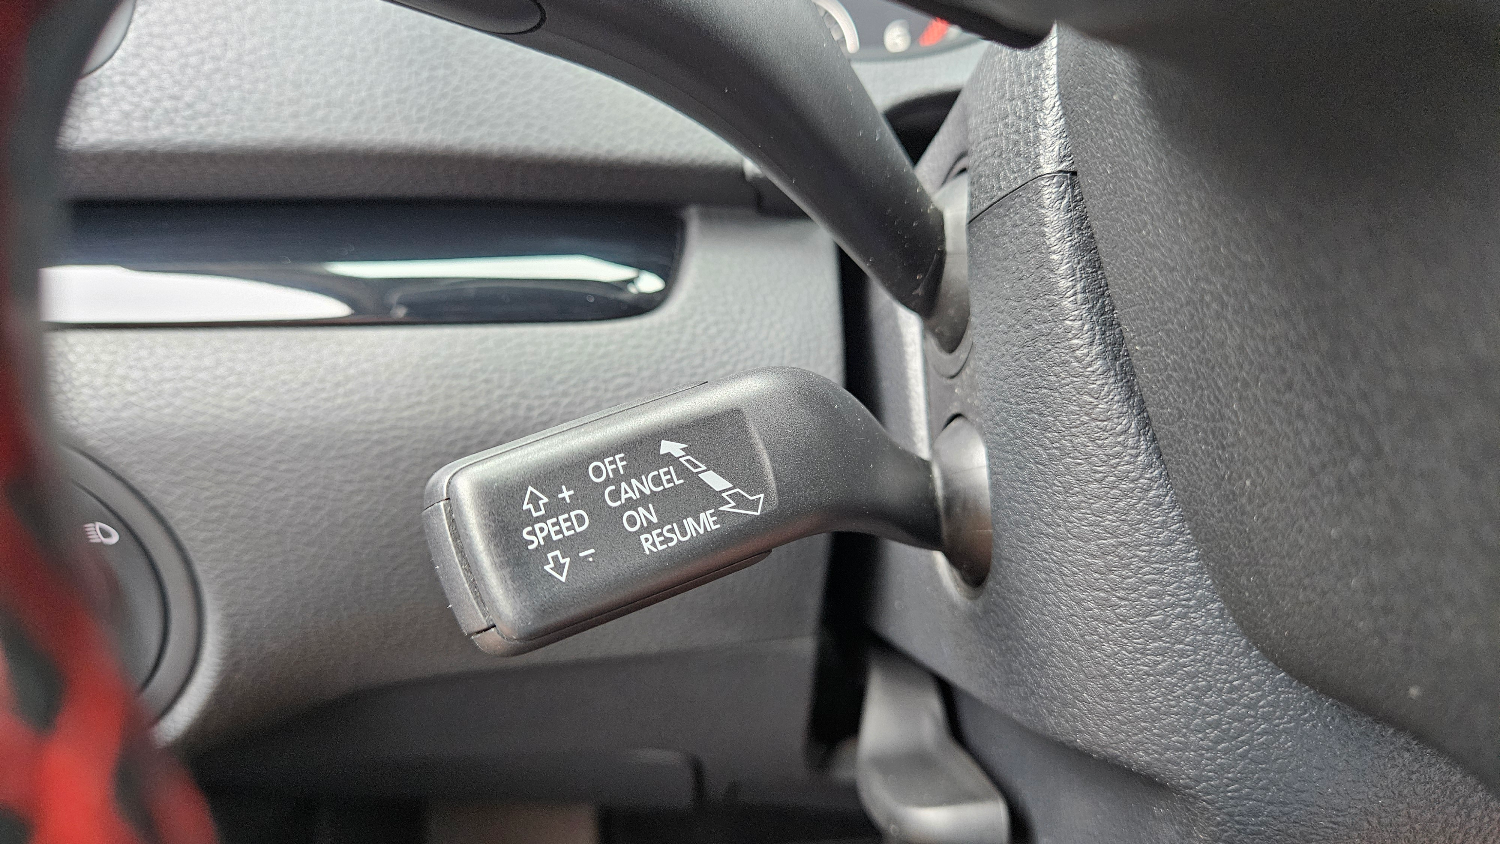 OFF
+ CANCEL
SPEED ON
- RESUME